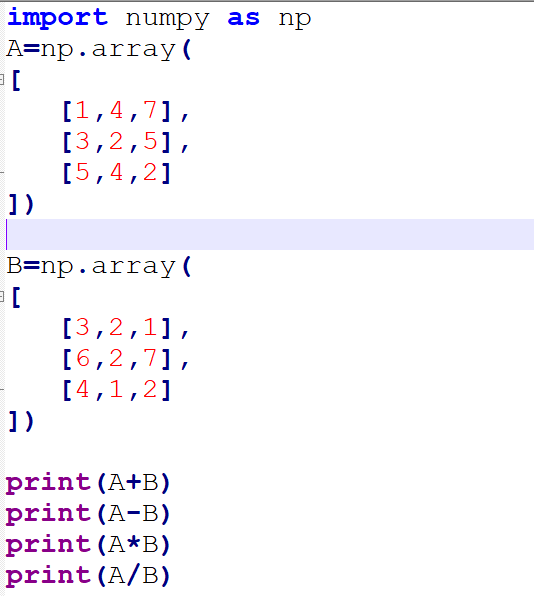 import numpy as np
A=np.array(
[
    [1,4,7],
    [3,2,5],
    [5,4,2]
])

B=np.array(
[
    [3,2,1],
    [6,2,7],
    [4,1,2]
])

print(A+B)
print(A-B)
print(A*B)
print(A/B)